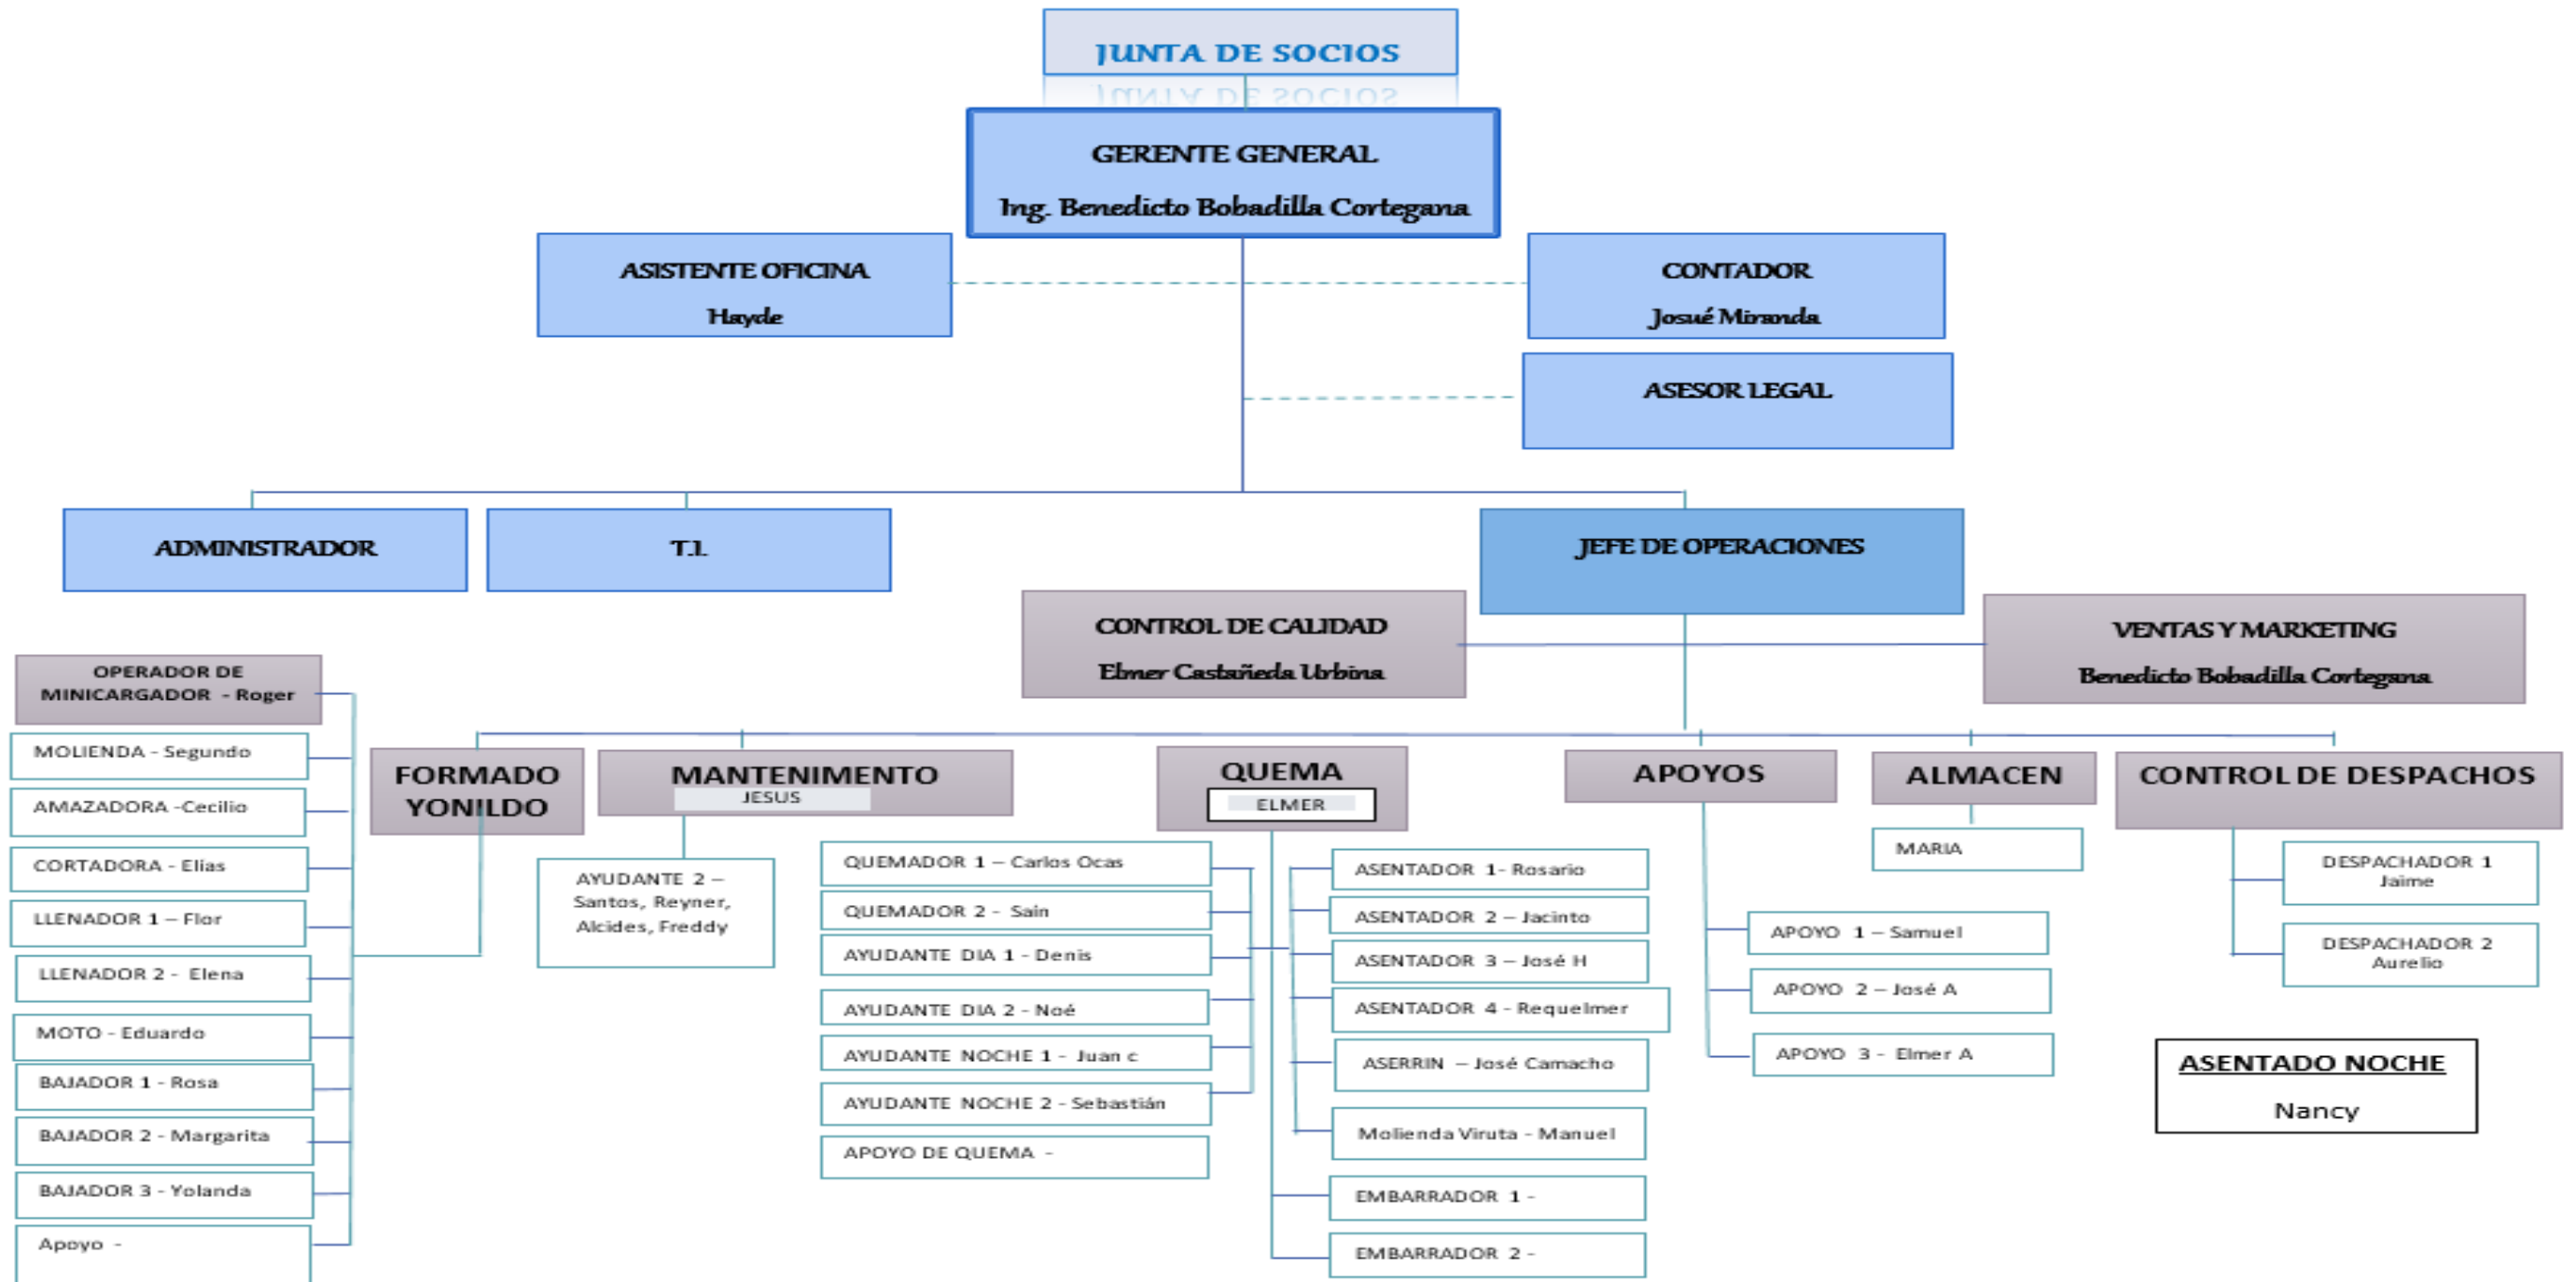 JUNTA DE SOCIOS
GERENTE GENERAL
Ing. Benedicto Bobadilla Cortegana
ASISTENTE OFICINA
Hayde
CONTADOR
Josué Miranda
ASESOR LEGAL
ADMINISTRADOR
T.I.
JEFE DE OPERACIONES
CONTROL DE CALIDAD
Elmer Castañeda Urbina
VENTAS Y MARKETING
Benedicto Bobadilla Cortegana
OPERADOR DE
MINICARGADOR - Roger
MOLIENDA - Segundo
AMAZADORA -Cecilio
CORTADORA - Elías
LLENADOR 1 – Flor
LLENADOR 2 - Elena
MOTO - Eduardo
BAJADOR 1 - Rosa
BAJADOR 2 - Margarita
BAJADOR 3 - Yolanda
Apoyo -
FORMADO
YONILDO
MANTENIMENTO
JESUS
AYUDANTE 2 –
Santos, Reyner,
Alcides, Freddy
QUEMA
ELMER
QUEMADOR 1 – Carlos Ocas
QUEMADOR 2 - Saín
AYUDANTE DIA 1 - Denis
AYUDANTE DIA 2 - Noé
AYUDANTE NOCHE 1 - Juan c
AYUDANTE NOCHE 2 - Sebastián
APOYO DE QUEMA -
ASENTADOR 1- Rosario
ASENTADOR 2 – Jacinto
ASENTADOR 3 – José H
ASENTADOR 4 - Requelmer
ASERRIN – José Camacho
Molienda Viruta - Manuel
EMBARRADOR 1 -
EMBARRADOR 2 -
APOYOS
APOYO 1 – Samuel
APOYO 2 – José A
APOYO 3 - Elmer A
ALMACEN
MARIA
CONTROL DE DESPACHOS
DESPACHADOR 1
Jaime
DESPACHADOR 2
Aurelio
ASENTADO NOCHE
Nancy